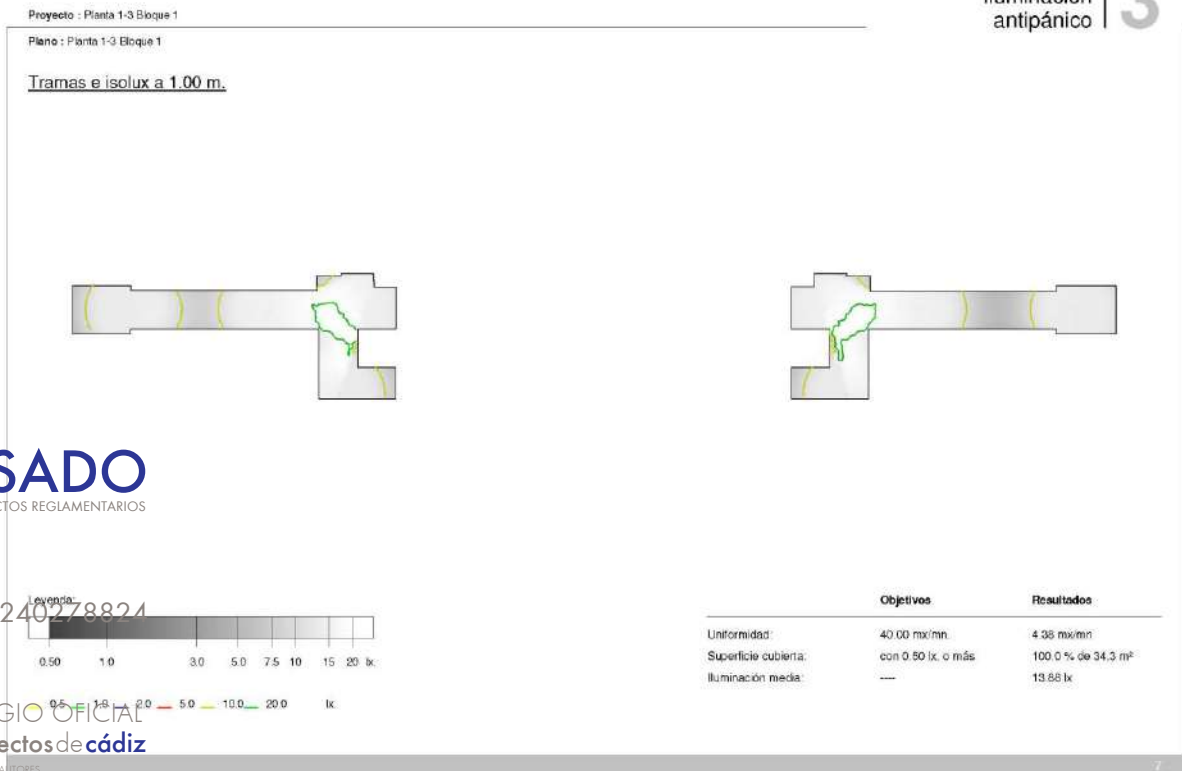 Proyecto : Planta 1-3 Bloque 1
antipánico
3
Plano : Planta 1-3 Bloque 1
Tramas e isolux a 1.00 m.
SADO
CTOS REGLAMENTARIOS
Leyenda:
240278824
0.50 1.0 3.0 5.0 7.5 10 15 20 lx.
0.5 1.0 2.0 5.0 10.0 20.0 lx.
GIO OFICIAL
ectosdecádiz
AUTORES
Objetivos Resultados
Uniformidad: 40.00 mx/mn. 4.38 mx/mn
Superficie cubierta: con 0.50 lx. o más 100.0 % de 34.3 m²
Iluminación media: ---- 13.88 lx
7